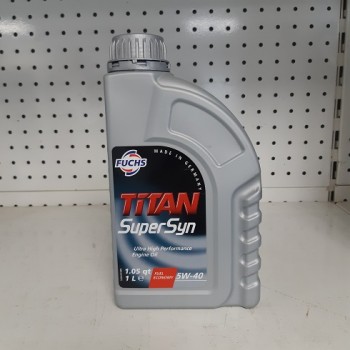 MADE IN GERMANY
FUCHS
TITAN
SuperSyn
Ultra High Performance
Engine Oil
1.05 qt
1 L e
FUEL
ECONOMY
5W-40